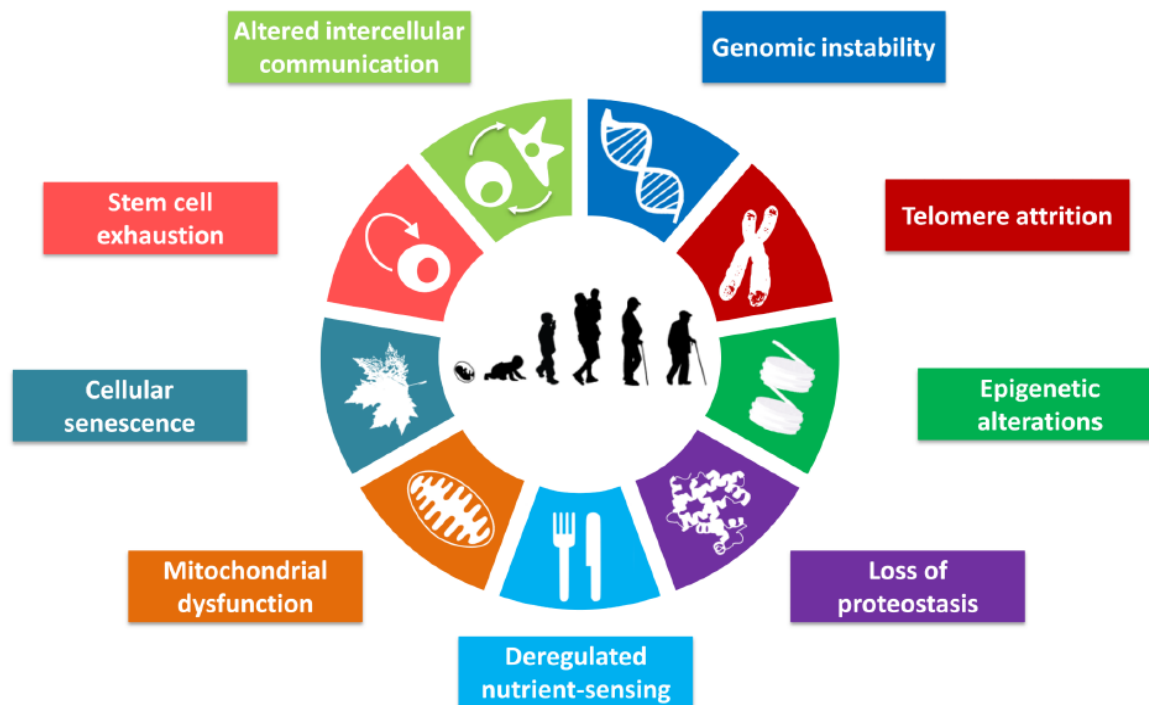 Altered intercellular
communication
Genomic instability
Stem cell
exhaustion
Telomere attrition
Cellular
senescence
Epigenetic
alterations
Mitochondrial
dysfunction
Loss of
proteostasis
Deregulated
nutrient-sensing